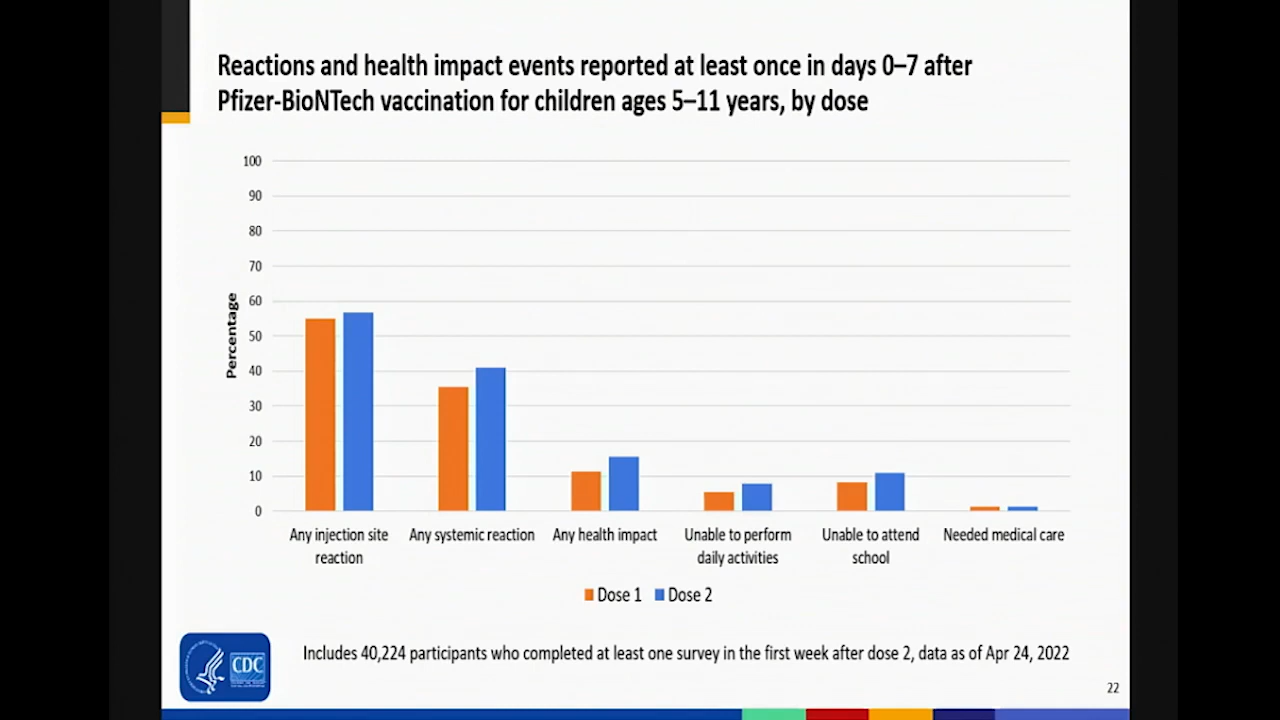 Reactions and health impact events reported at least once in days 0–7 after
Pfizer-BioNTech vaccination for children ages 5–11 years, by dose
Percentage
100
90
80
70
60
50
40
30
20
10
0
Any injection site
reaction
Any systemic reaction
Any health impact
Unable to perform
daily activities
Unable to attend
school
Needed medical care
Dose 1
Dose 2
CDC
Includes 40,224 participants who completed at least one survey in the first week after dose 2, data as of Apr 24, 2022
22